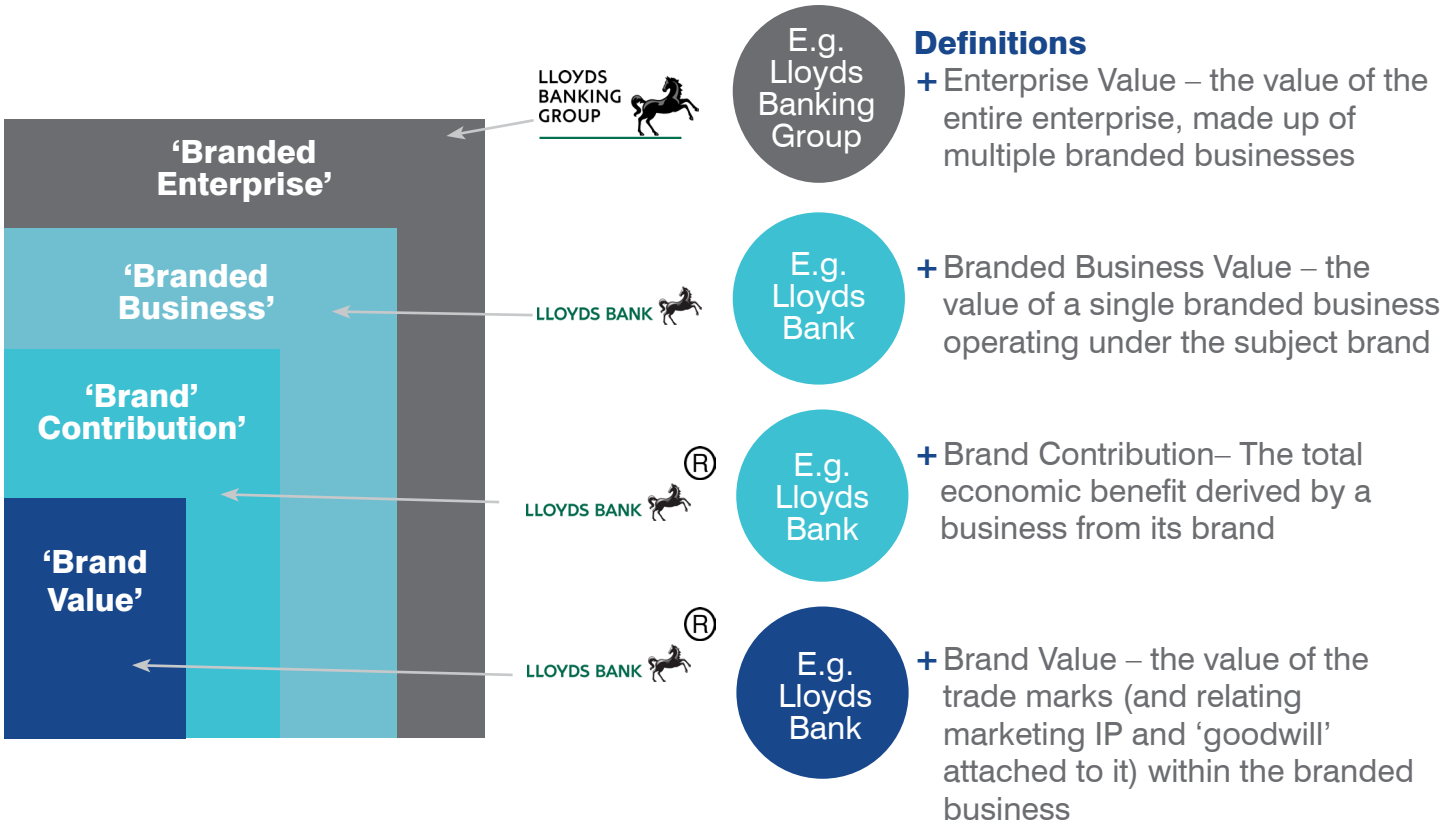 ‘Branded
Enterprise’
‘Branded
Business’
‘Brand’
Contribution’
‘Brand
Value’
LLOYDS
BANKING
GROUP
LLOYDS BANK
R
LLOYDS BANK
R
LLOYDS BANK
E.g.
Lloyds
Banking
Group
E.g.
Lloyds
Bank
E.g.
Lloyds
Bank
E.g.
Lloyds
Bank
Definitions
+ Enterprise Value – the value of the
entire enterprise, made up of
multiple branded businesses
+ Branded Business Value – the
value of a single branded business
operating under the subject brand
+ Brand Contribution– The total
economic benefit derived by a
business from its brand
+ Brand Value – the value of the
trade marks (and relating
marketing IP and ‘goodwill’
attached to it) within the branded
business